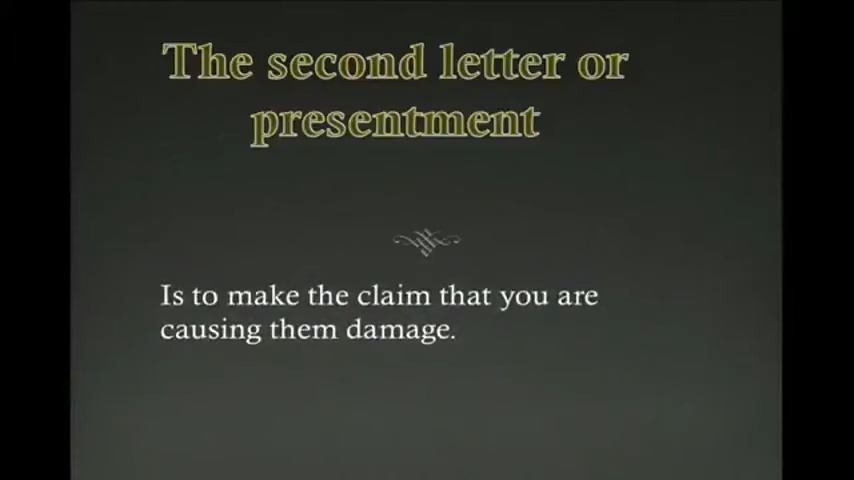 The second letter or
presentment
Is to make the claim that you are
causing them damage.